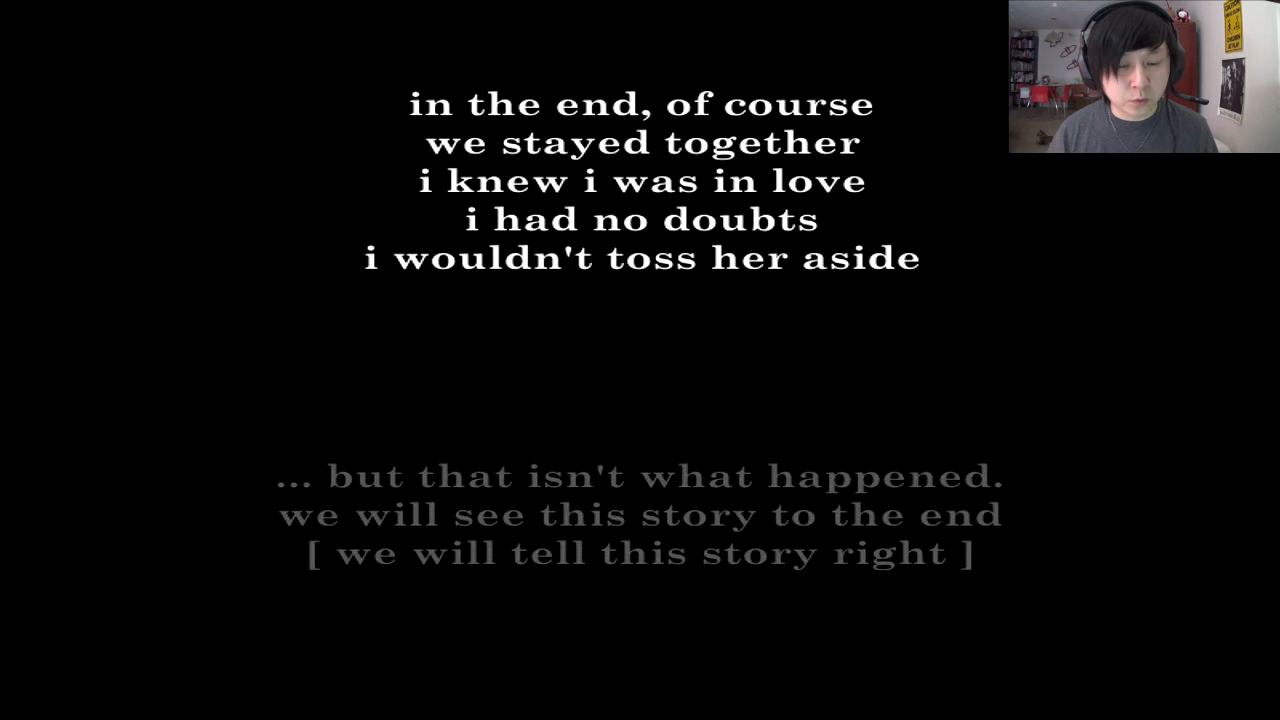 in the end, of course
we stayed together
i knew i was in love
i had no doubts
i wouldn't toss her aside
... but that isn't what happened.
we will see this story to the end
[ we will tell this story right ]
CAUTION